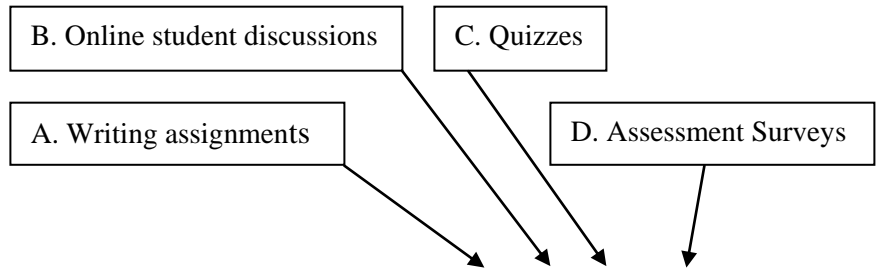 B. Online student discussions
C. Quizzes
A. Writing assignments
D. Assessment Surveys